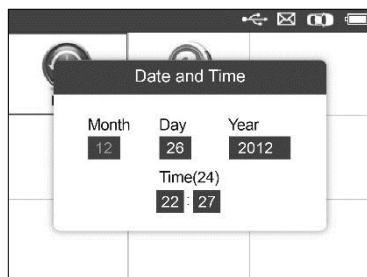 Date and Time
Month Day Year
12 26 2012
Time(24)
22 : 27